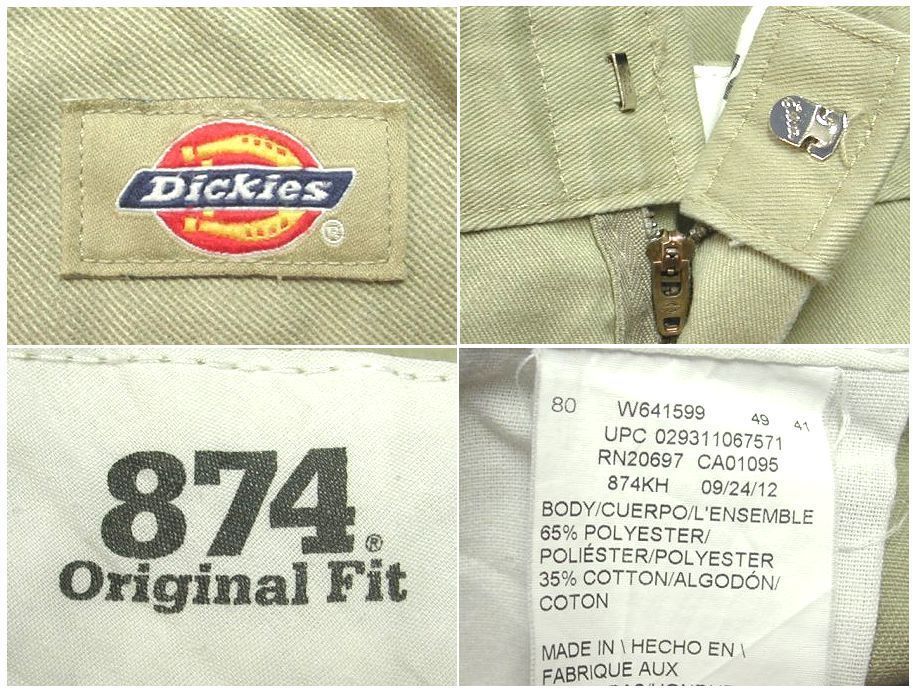 Dickies
®
874®
Original Fit
80 W641599 49 41
UPC 029311067571
RN20697 CA01095
874KH 09/24/12
BODY/CUERPO/L'ENSEMBLE
65% POLYESTER/
POLIÉSTER/POLYESTER
35% COTTON/ALGODÓN/
COTON
MADE IN \ HECHO EN \
FABRIQUE AUX